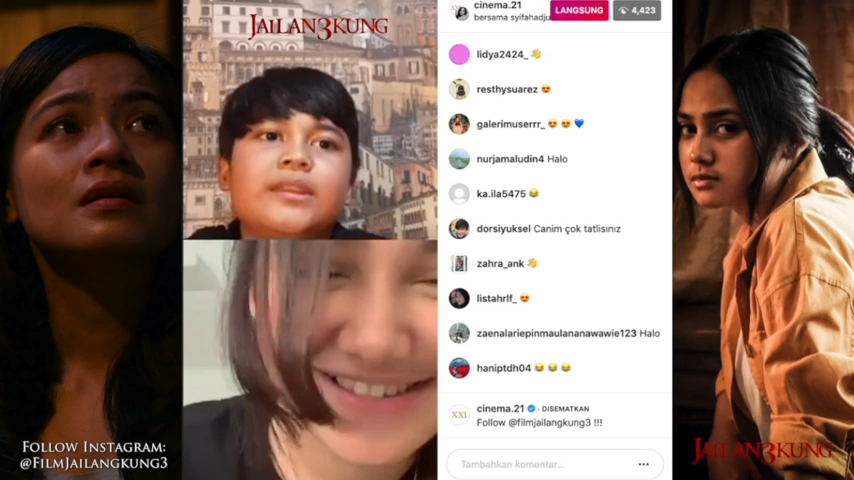 JAILAN3KUNG
FOLLOW INSTAGRAM:
@FILMJAILANGKUNG3
cinema.21
bersama syifahadju
LANGSUNG
4,423
lidya2424_ 👋
resthysuarez 😍
galerimuserrr_ 😍 😍 💙
nurjamaludin4 Halo
ka.ila5475 😂
dorsiyuksel Canim çok tatlisınız
zahra_ank 👋
listahrlf_ 😍
zaenalariepinmaulananawawie123 Halo
haniptdh04 😂 😂 😂
XXI
cinema.21 · DISEMATKAN
Follow @filmjailangkung3 !!!
Tambahkan komentar...
JAILAN3KUNG